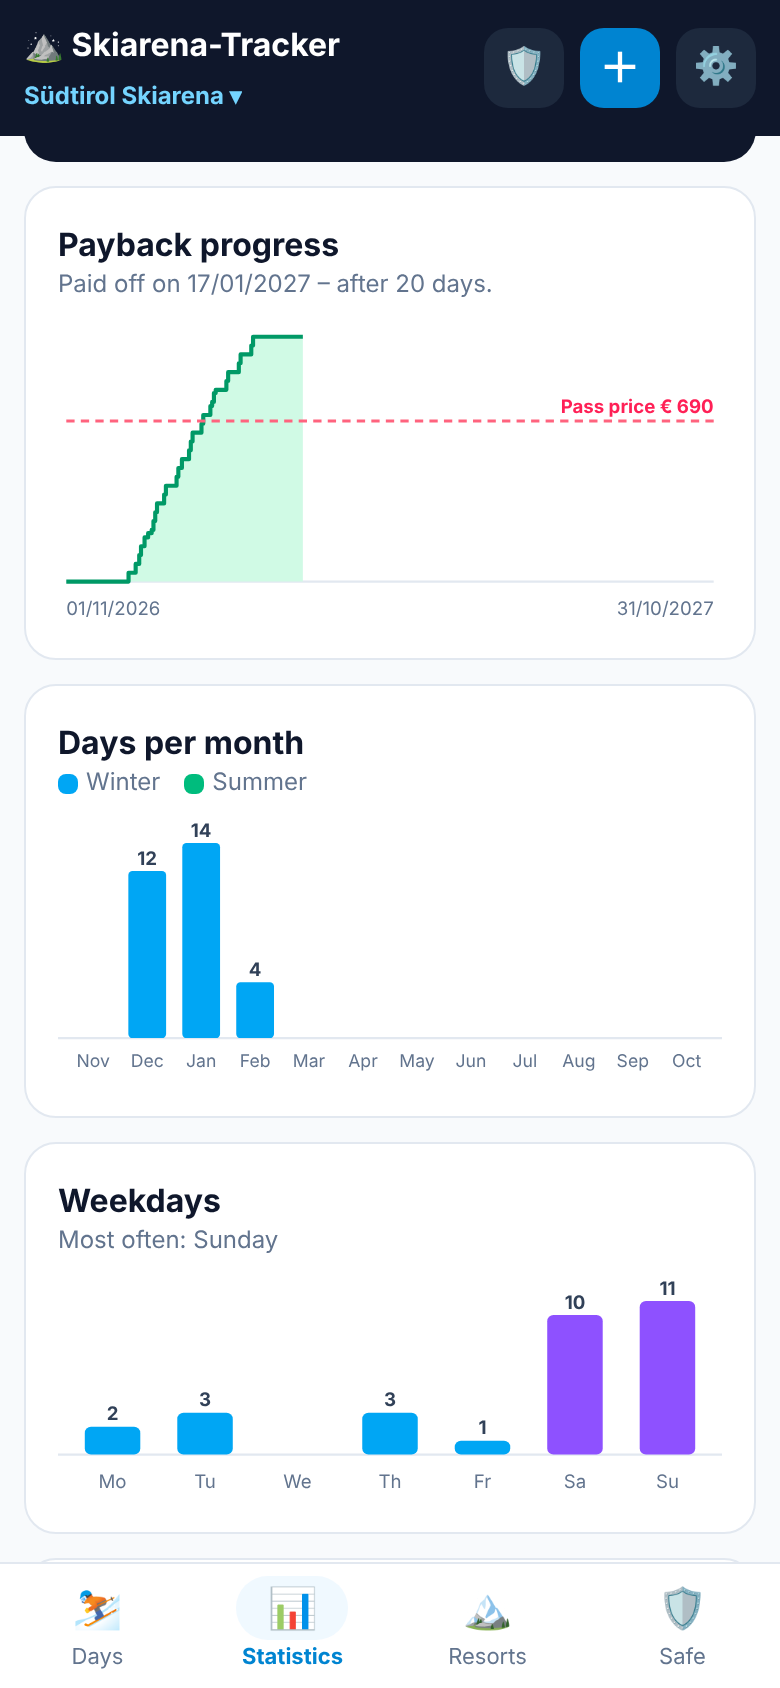 Skiarena-Tracker
Südtirol Skiarena ▾
Payback progress
Paid off on 17/01/2027 – after 20 days.
Pass price € 690
01/11/2026 31/10/2027
Days per month
Winter Summer
14
12
4
Nov Dec Jan Feb Mar Apr May Jun Jul Aug Sep Oct
Weekdays
Most often: Sunday
11
10
3 3
2
1
Mo Tu We Th Fr Sa Su
Days Statistics Resorts Safe